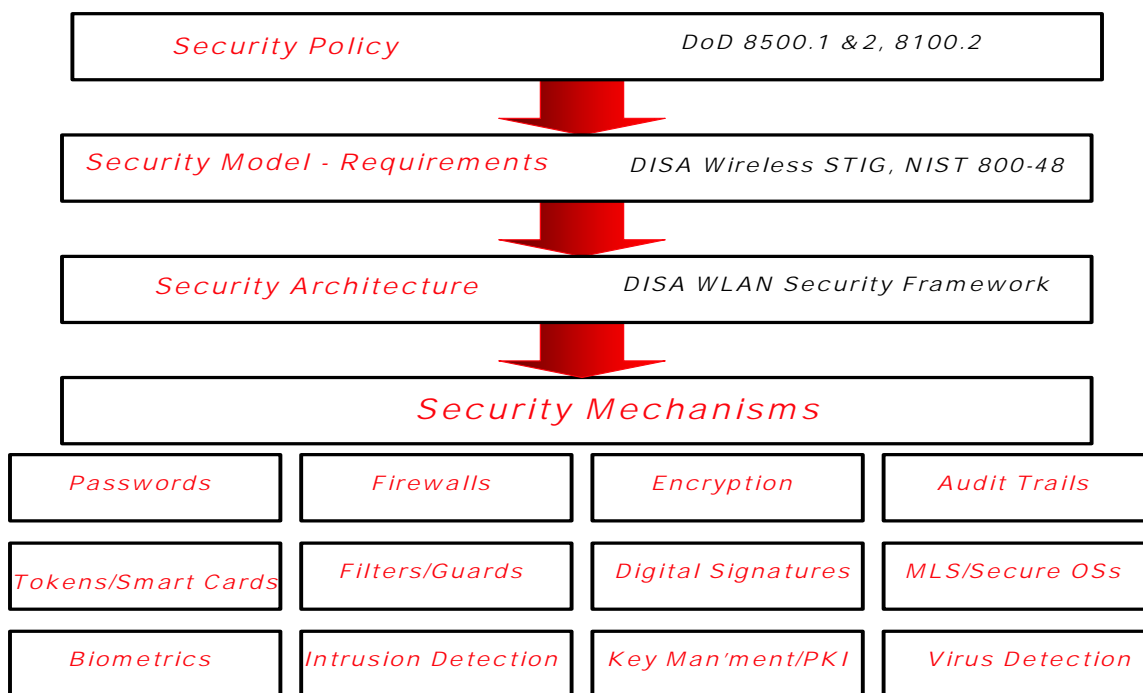 Security Policy DoD 8500.1 &2, 8100.2
Security Model - Requirements DISA Wireless STIG, NIST 800-48
Security Architecture DISA WLAN Security Framework
Security Mechanisms
Passwords Firewalls Encryption Audit Trails
Tokens/Smart Cards Filters/Guards Digital Signatures MLS/Secure OSs
Biometrics Intrusion Detection Key Man'ment/PKI Virus Detection